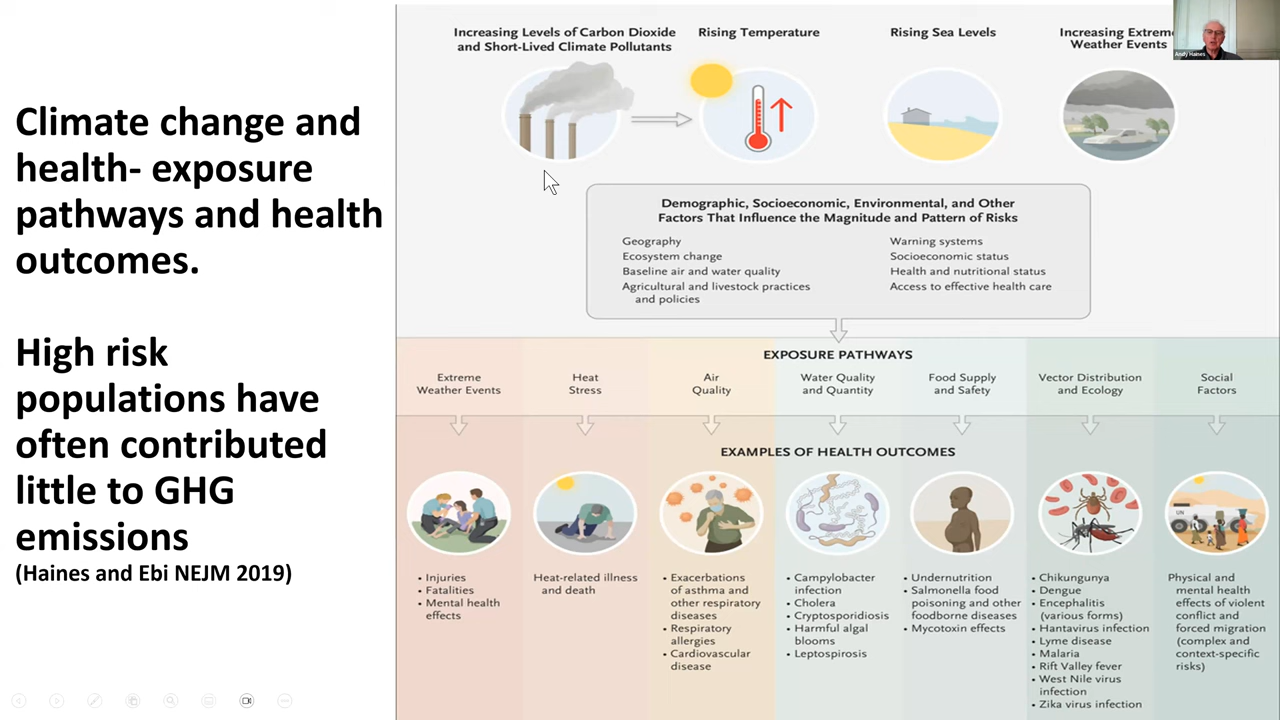 Climate change and
health- exposure
pathways and health
outcomes.
High risk
populations have
often contributed
little to GHG
emissions
(Haines and Ebi NEJM 2019)
Increasing Levels of Carbon Dioxide
and Short-Lived Climate Pollutants
Rising Temperature
Rising Sea Levels
Increasing Extreme
Weather Events
Andy Haines
Demographic, Socioeconomic, Environmental, and Other
Factors That Influence the Magnitude and Pattern of Risks
Geography
Ecosystem change
Baseline air and water quality
Agricultural and livestock practices
and policies
Warning systems
Socioeconomic status
Health and nutritional status
Access to effective health care
EXPOSURE PATHWAYS
Extreme
Weather Events
Heat
Stress
Air
Quality
Water Quality
and Quantity
Food Supply
and Safety
Vector Distribution
and Ecology
Social
Factors
EXAMPLES OF HEALTH OUTCOMES
UN
• Injuries
• Fatalities
• Mental health
effects
Heat-related illness
and death
• Exacerbations
of asthma and
other respiratory
diseases
• Respiratory
allergies
• Cardiovascular
disease
• Campylobacter
infection
• Cholera
• Cryptosporidiosis
• Harmful algal
blooms
• Leptospirosis
• Undernutrition
• Salmonella food
poisoning and other
foodborne diseases
• Mycotoxin effects
• Chikungunya
• Dengue
• Encephalitis
(various forms)
• Hantavirus infection
• Lyme disease
• Malaria
• Rift Valley fever
• West Nile virus
infection
• Zika virus infection
Physical and
mental health
effects of violent
conflict and
forced migration
(complex and
context-specific
risks)